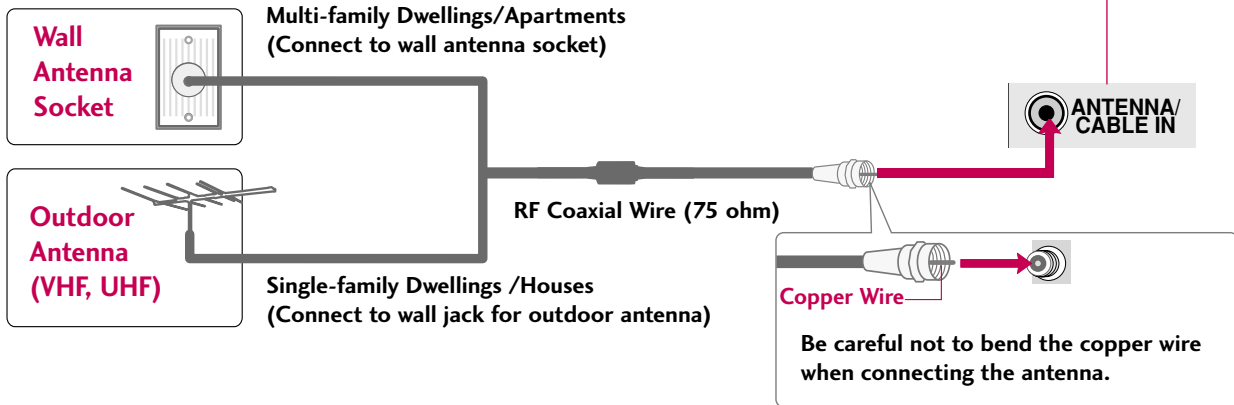 Wall
Antenna
Socket
Multi-family Dwellings/Apartments
(Connect to wall antenna socket)
ANTENNA/
CABLE IN
Outdoor
Antenna
(VHF, UHF)
RF Coaxial Wire (75 ohm)
Single-family Dwellings /Houses
(Connect to wall jack for outdoor antenna)
Copper Wire
Be careful not to bend the copper wire
when connecting the antenna.